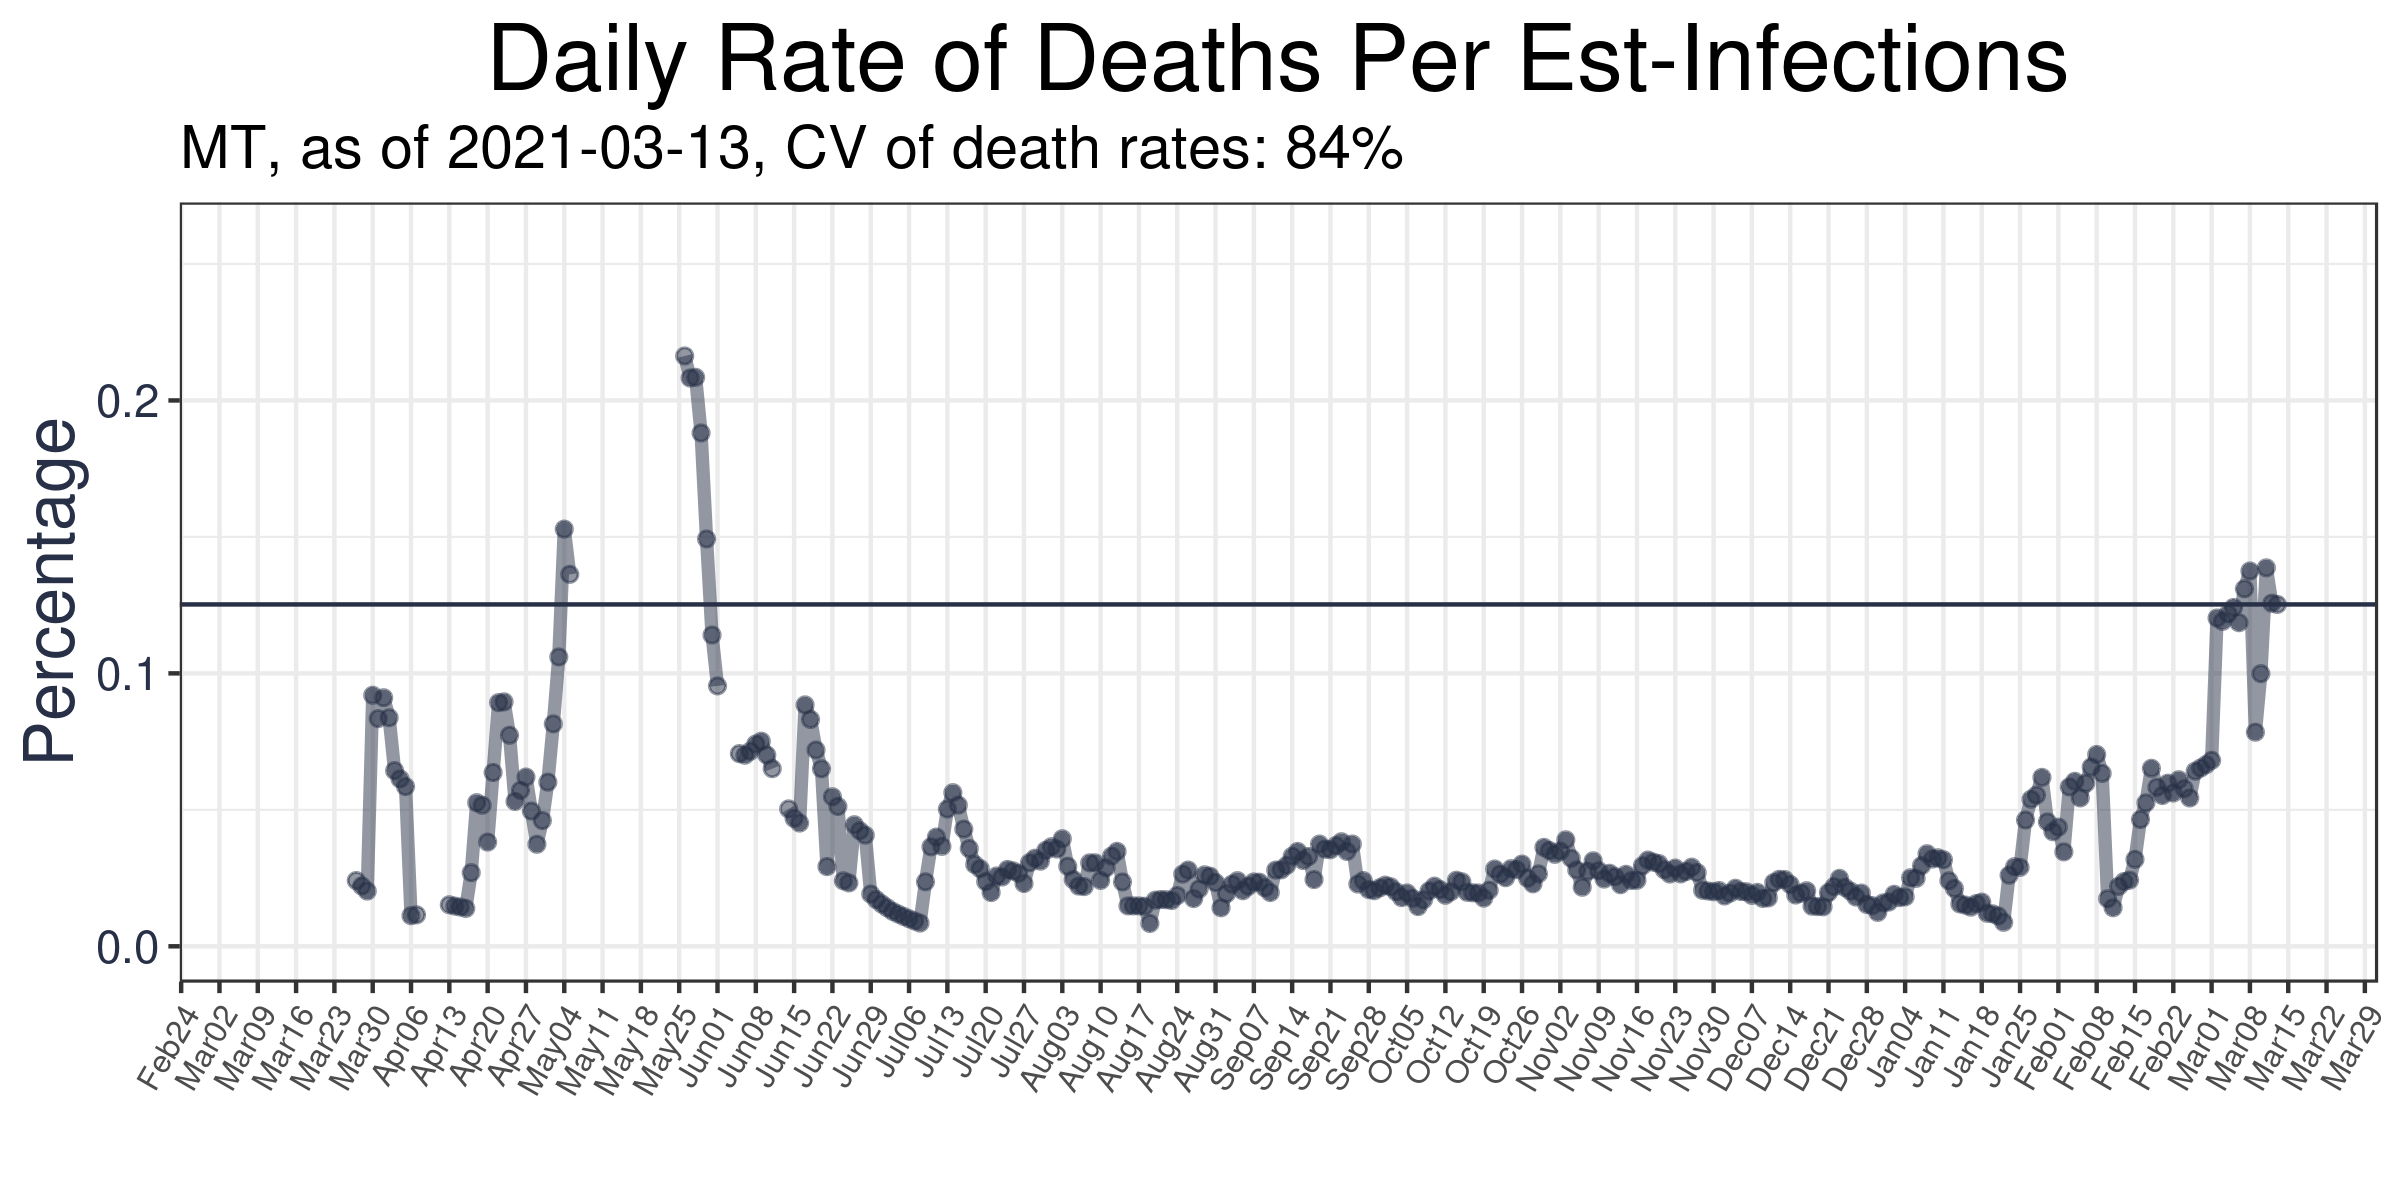 Daily Rate of Deaths Per Est-Infections
MT, as of 2021-03-13, CV of death rates: 84%
Percentage
0.2
0.1
0.0
Feb24 Mar02 Mar09 Mar16 Mar23 Mar30 Apr06 Apr13 Apr20 Apr27 May04 May11 May18 May25 Jun01 Jun08 Jun15 Jun22 Jun29 Jul06 Jul13 Jul20 Jul27 Aug03 Aug10 Aug17 Aug24 Aug31 Sep07 Sep14 Sep21 Sep28 Oct05 Oct12 Oct19 Oct26 Nov02 Nov09 Nov16 Nov23 Nov30 Dec07 Dec14 Dec21 Dec28 Jan04 Jan11 Jan18 Jan25 Feb01 Feb08 Feb15 Feb22 Mar01 Mar08 Mar15 Mar22 Mar29